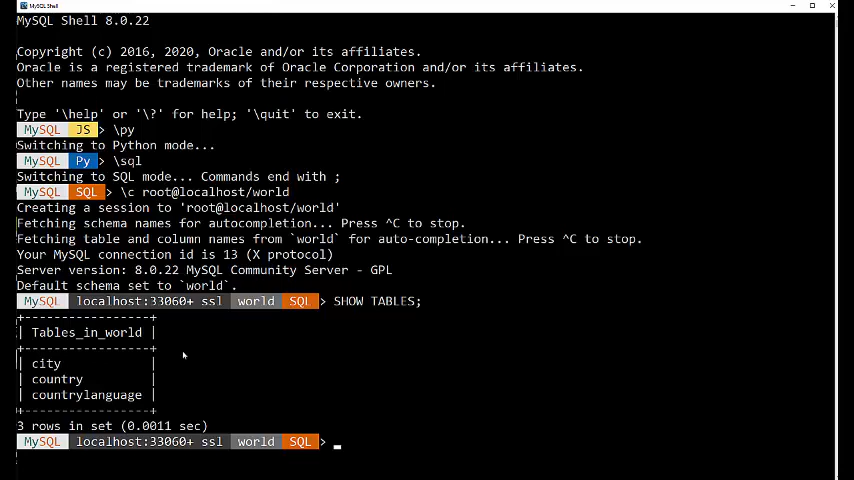 MySQL Shell
MySQL Shell 8.0.22
Copyright (c) 2016, 2020, Oracle and/or its affiliates.
Oracle is a registered trademark of Oracle Corporation and/or its affiliates.
Other names may be trademarks of their respective owners.
Type '\help' or '\?' for help; '\quit' to exit.
MySQL JS > \py
Switching to Python mode...
MySQL Py > \sql
Switching to SQL mode... Commands end with ;
MySQL SQL > \c root@localhost/world
Creating a session to 'root@localhost/world'
Fetching schema names for autocompletion... Press ^C to stop.
Fetching table and column names from `world` for auto-completion... Press ^C to stop.
Your MySQL connection id is 13 (X protocol)
Server version: 8.0.22 MySQL Community Server - GPL
Default schema set to `world`.
MySQL localhost:33060+ ssl world SQL > SHOW TABLES;
+-----------------+
| Tables_in_world |
+-----------------+
| city            |
| country         |
| countrylanguage |
+-----------------+
3 rows in set (0.0011 sec)
MySQL localhost:33060+ ssl world SQL > _